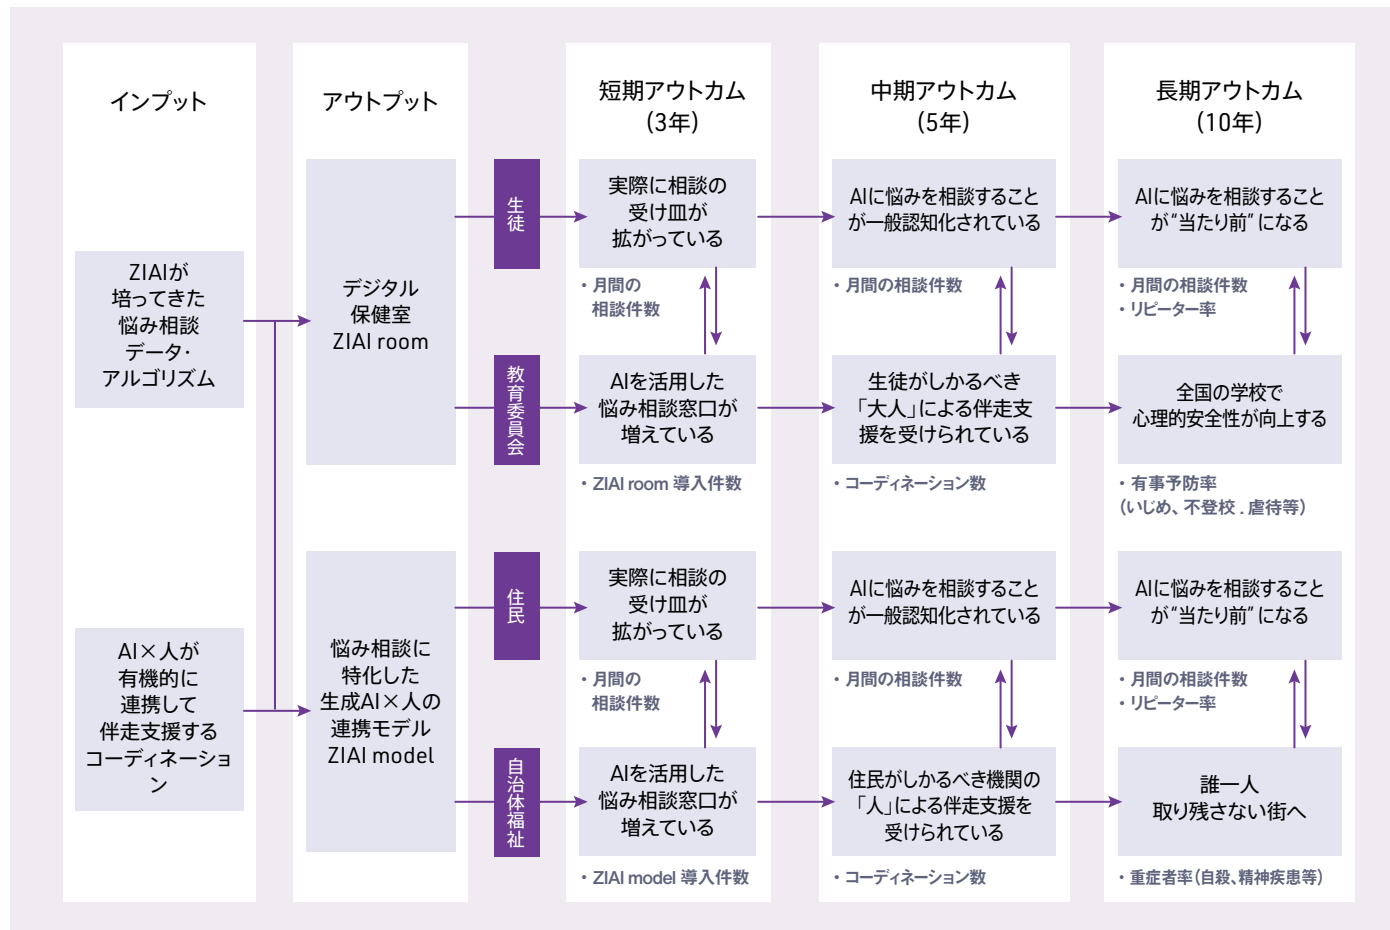 インプット
アウトプット
短期アウトカム
(3年)
中期アウトカム
(5年)
長期アウトカム
(10年)
ZIAIが
培ってきた
悩み相談
データ・
アルゴリズム
AI×人が
有機的に
連携して
伴走支援する
コーディネーショ
ン
デジタル
保健室
ZIAI room
悩み相談に
特化した
生成AI×人の
連携モデル
ZIAI model
生徒
実際に相談の
受け皿が
拡がっている
・月間の
相談件数
AIに悩みを相談すること
が一般認知化されている
・月間の相談件数
AIに悩みを相談すること
が“当たり前”になる
・月間の相談件数
・リピーター率
教育委員会
AIを活用した
悩み相談窓口が
増えている
・ZIAI room 導入件数
生徒がしかるべき
「大人」による伴走支
援を受けられている
・コーディネーション数
全国の学校で
心理的安全性が向上する
・有事予防率
(いじめ、不登校 . 虐待等)
住民
実際に相談の
受け皿が
拡がっている
・月間の
相談件数
AIに悩みを相談すること
が一般認知化されている
・月間の相談件数
AIに悩みを相談すること
が“当たり前”になる
・月間の相談件数
・リピーター率
自治体福祉
AIを活用した
悩み相談窓口が
増えている
・ZIAI model 導入件数
住民がしかるべき機関の
「人」による伴走支援を
受けられている
・コーディネーション数
誰一人
取り残さない街へ
・重症者率(自殺、精神疾患等)